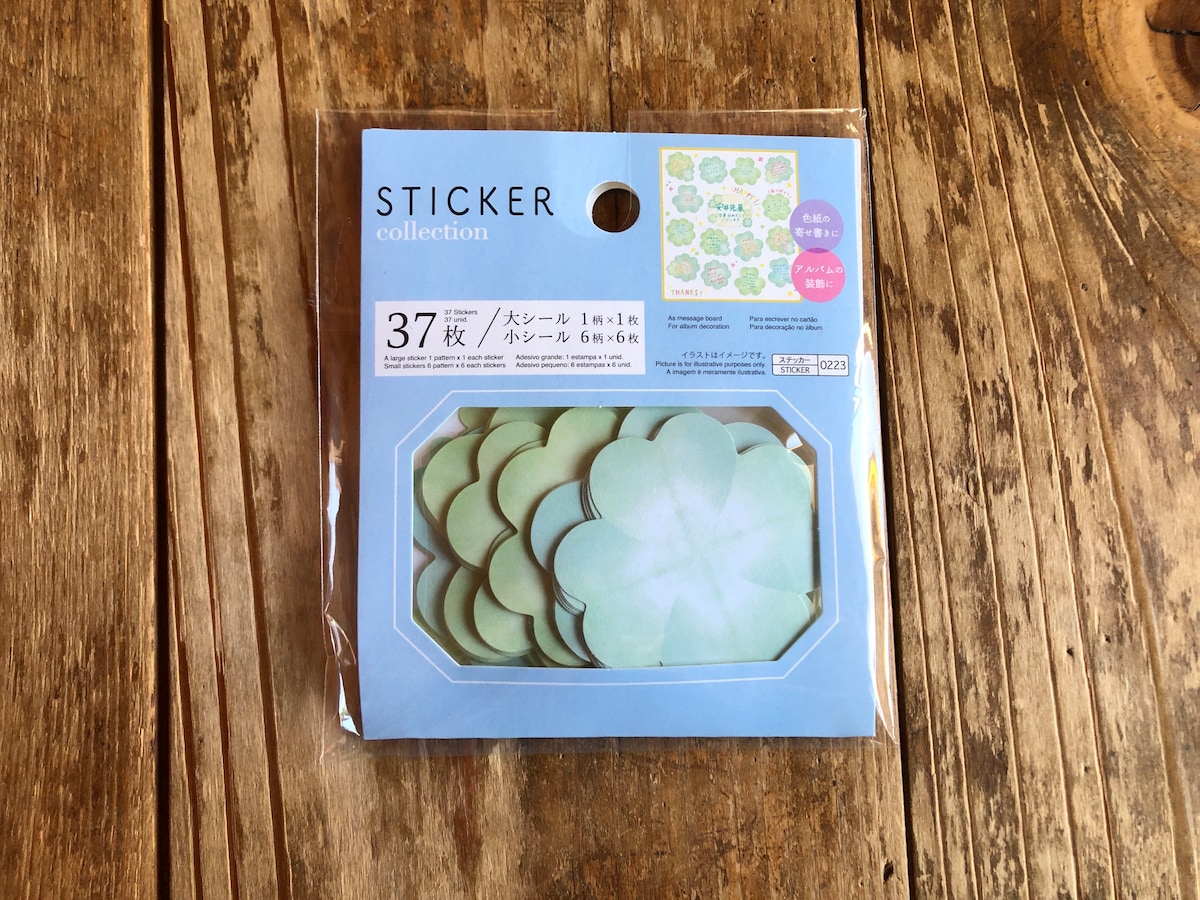 STICKER
collection
37枚
37 Stickers
37 unid.
大シール 1柄×1枚
小シール 6柄×6枚
A large sticker 1 pattern x 1 each sticker
Small stickers 6 pattern x 6 each stickers
Adesivo grande: 1 estampa x 1 unid.
Adesivo pequeno: 6 estampas x 6 unid.
HAPPY!
THANKS!
色紙の
寄せ書きに
アルバムの
装飾に
As message board
For album decoration
Para escrever no cartão
Para decoração no álbum
イラストはイメージです。
Picture is for illustrative purposes only.
A imagem é meramente ilustrativa.
ステッカー
STICKER
0223